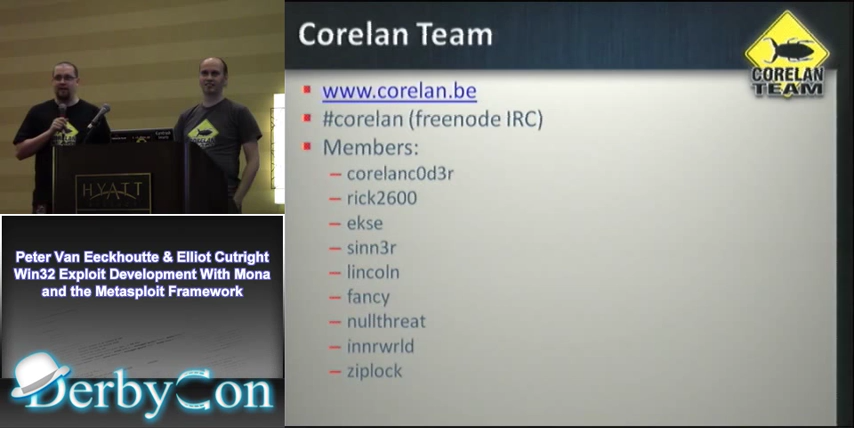 HYATT
Peter Van Eeckhoutte & Elliot Cutright
Win32 Exploit Development With Mona
and the Metasploit Framework
DerbyCon
Corelan Team
CORELAN
TEAM
www.corelan.be
#corelan (freenode IRC)
Members:
– corelanc0d3r
– rick2600
– ekse
– sinn3r
– lincoln
– fancy
– nullthreat
– innrwrld
– ziplock